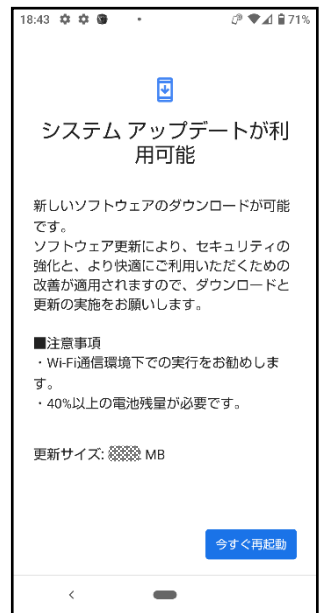 18:43
71%
システム アップデートが利
用可能
新しいソフトウェアのダウンロードが可能
です。
ソフトウェア更新により、セキュリティの
強化と、より快適にご利用いただくための
改善が適用されますので、ダウンロードと
更新の実施をお願いします。
■注意事項
・Wi-Fi通信環境下での実行をお勧めしま
す。
・40%以上の電池残量が必要です。
更新サイズ: MB
今すぐ再起動